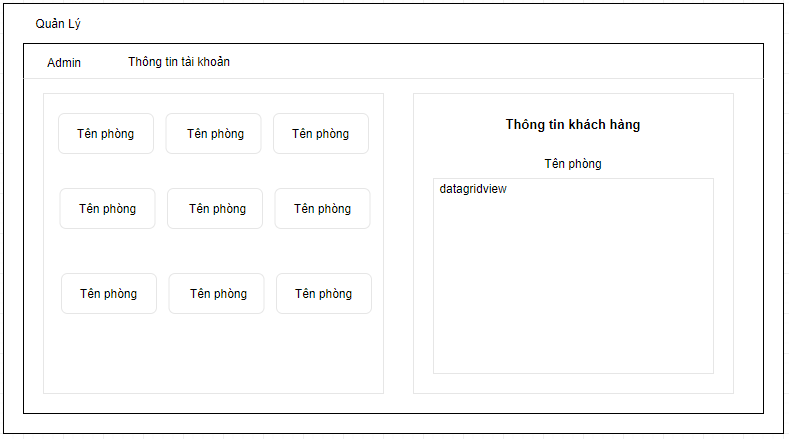 Quản Lý
Admin Thông tin tài khoản
Tên phòng Tên phòng Tên phòng
Tên phòng Tên phòng Tên phòng
Tên phòng Tên phòng Tên phòng
Thông tin khách hàng
Tên phòng
datagridview